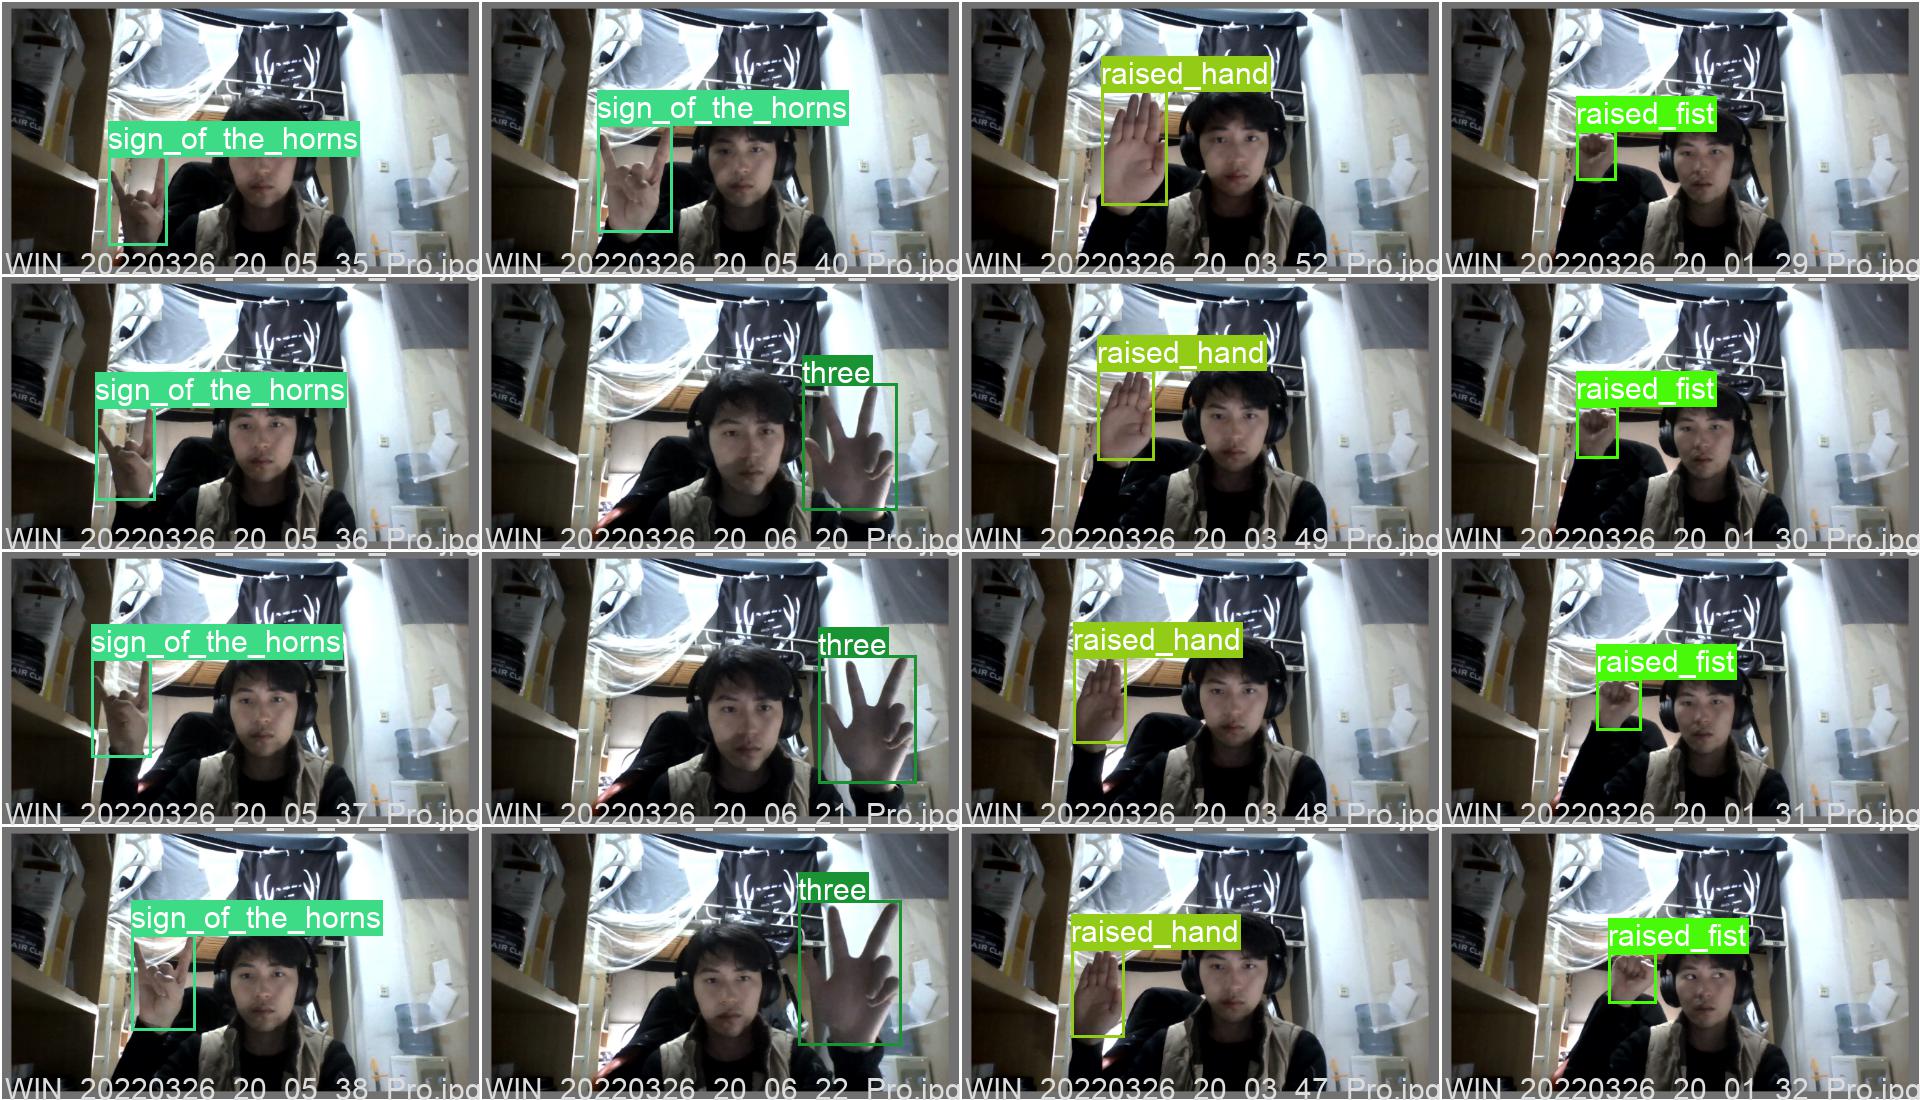 sign_of_the_horns
WIN_20220326_20_05_35_Pro.jpg
sign_of_the_horns
WIN_20220326_20_05_40_Pro.jpg
raised_hand
WIN_20220326_20_03_52_Pro.jpg
raised_fist
WIN_20220326_20_01_29_Pro.jpg
sign_of_the_horns
WIN_20220326_20_05_36_Pro.jpg
three
WIN_20220326_20_06_20_Pro.jpg
raised_hand
WIN_20220326_20_03_49_Pro.jpg
raised_fist
WIN_20220326_20_01_30_Pro.jpg
sign_of_the_horns
WIN_20220326_20_05_37_Pro.jpg
three
WIN_20220326_20_06_21_Pro.jpg
raised_hand
WIN_20220326_20_03_48_Pro.jpg
raised_fist
WIN_20220326_20_01_31_Pro.jpg
sign_of_the_horns
WIN_20220326_20_05_38_Pro.jpg
three
WIN_20220326_20_06_22_Pro.jpg
raised_hand
WIN_20220326_20_03_47_Pro.jpg
raised_fist
WIN_20220326_20_01_32_Pro.jpg